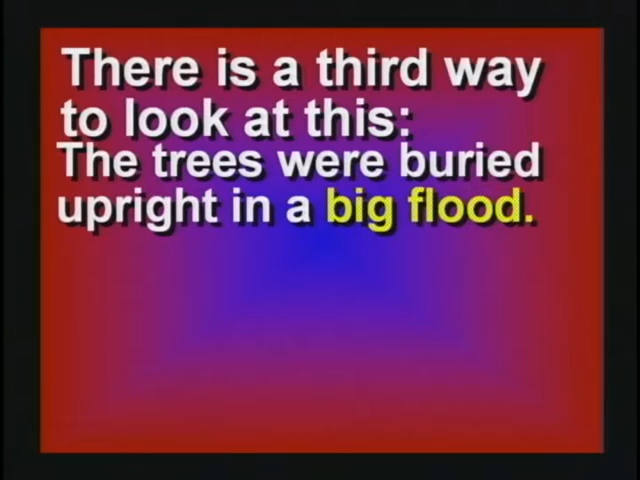 There is a third way
to look at this:
The trees were buried
upright in a big flood.